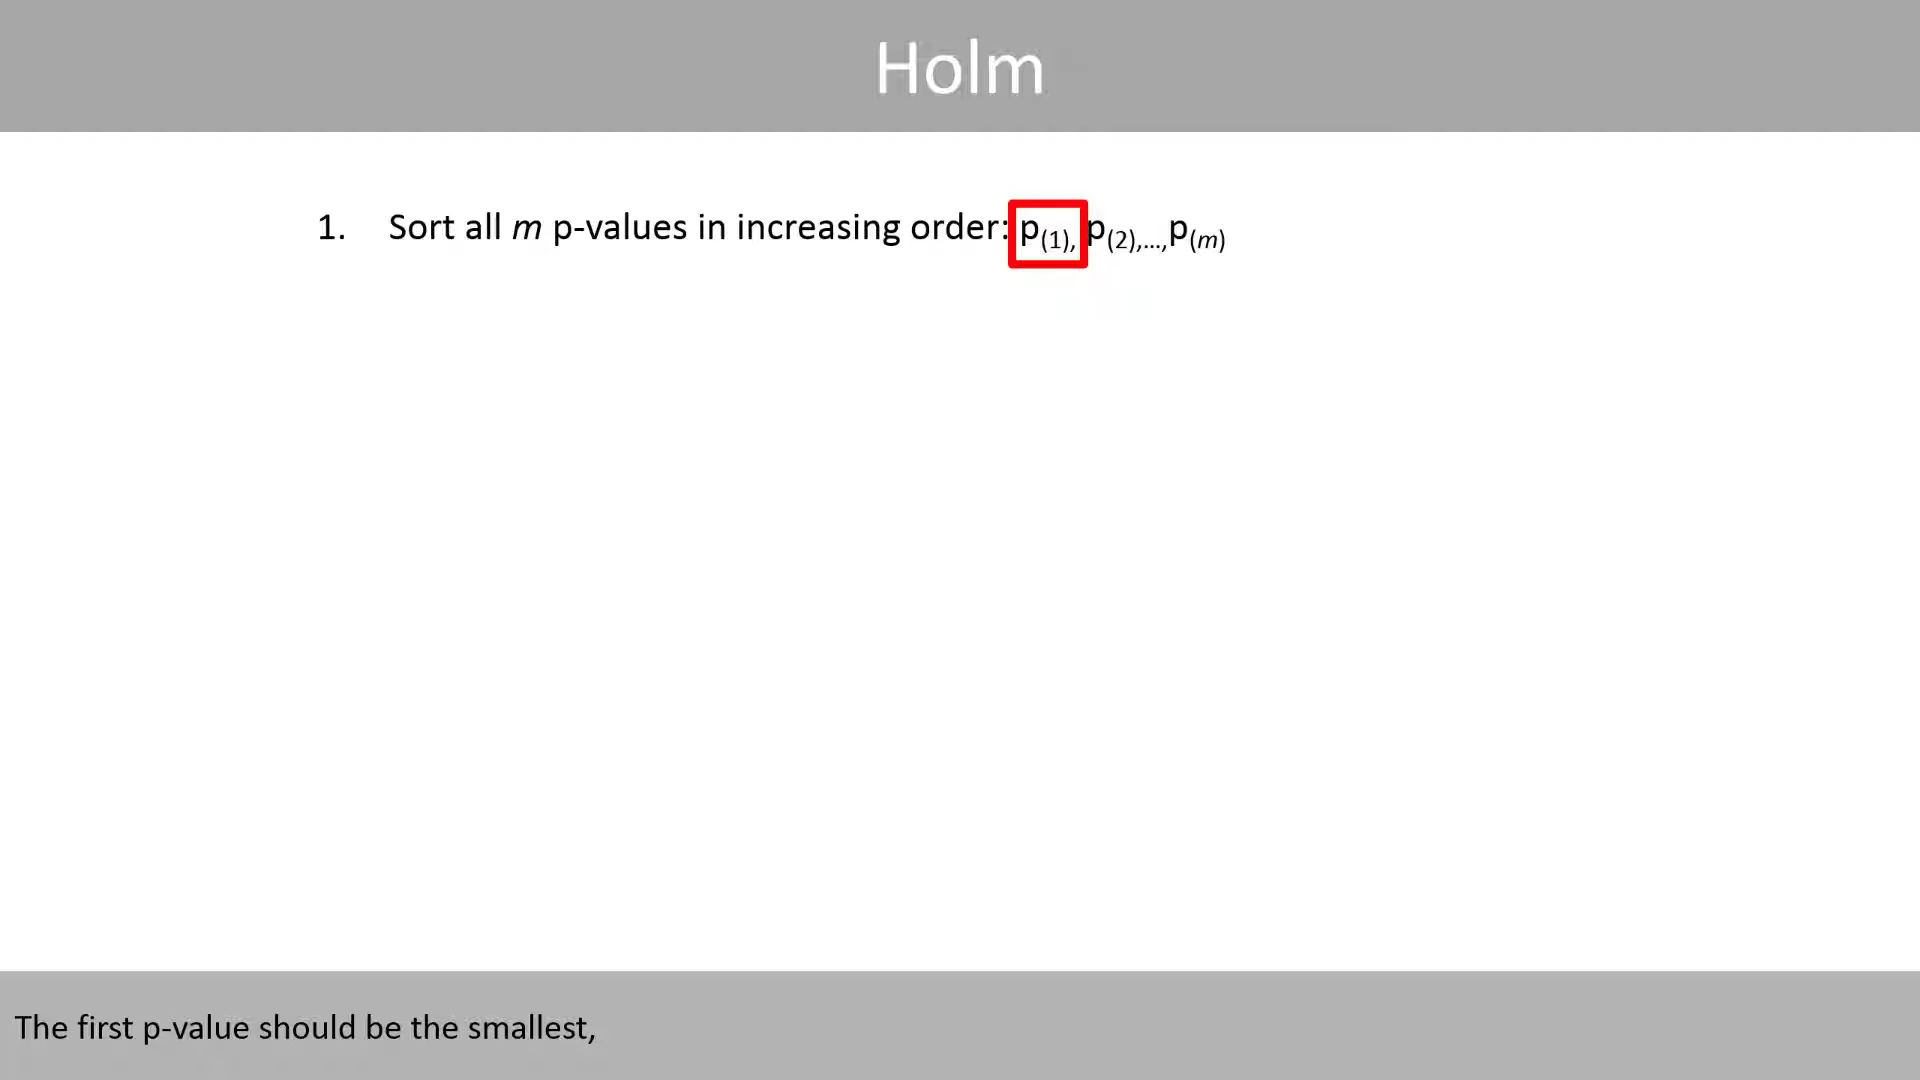 Holm
1. Sort all m p-values in increasing order: p(1), p(2),...,p(m)
The first p-value should be the smallest,